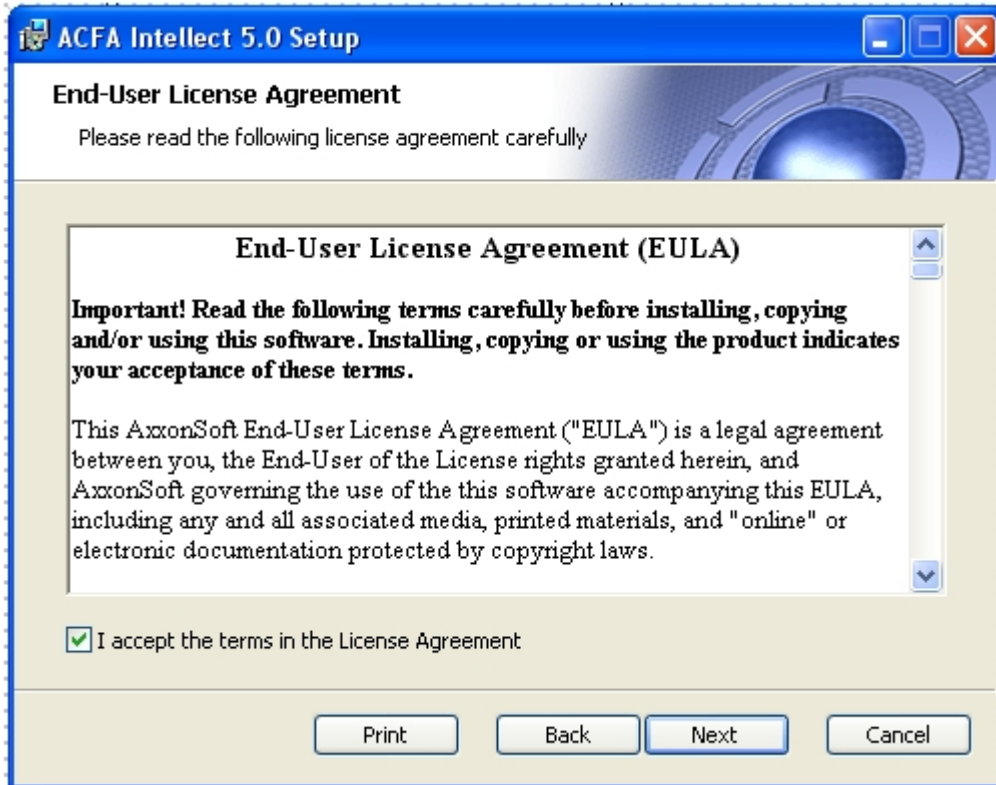 ACFA Intellect 5.0 Setup
End-User License Agreement
Please read the following license agreement carefully
End-User License Agreement (EULA)
Important! Read the following terms carefully before installing, copying
and/or using this software. Installing, copying or using the product indicates
your acceptance of these terms.
This AxxonSoft End-User License Agreement ("EULA") is a legal agreement
between you, the End-User of the License rights granted herein, and
AxxonSoft governing the use of the this software accompanying this EULA,
including any and all associated media, printed materials, and "online" or
electronic documentation protected by copyright laws.
I accept the terms in the License Agreement
Print Back Next Cancel